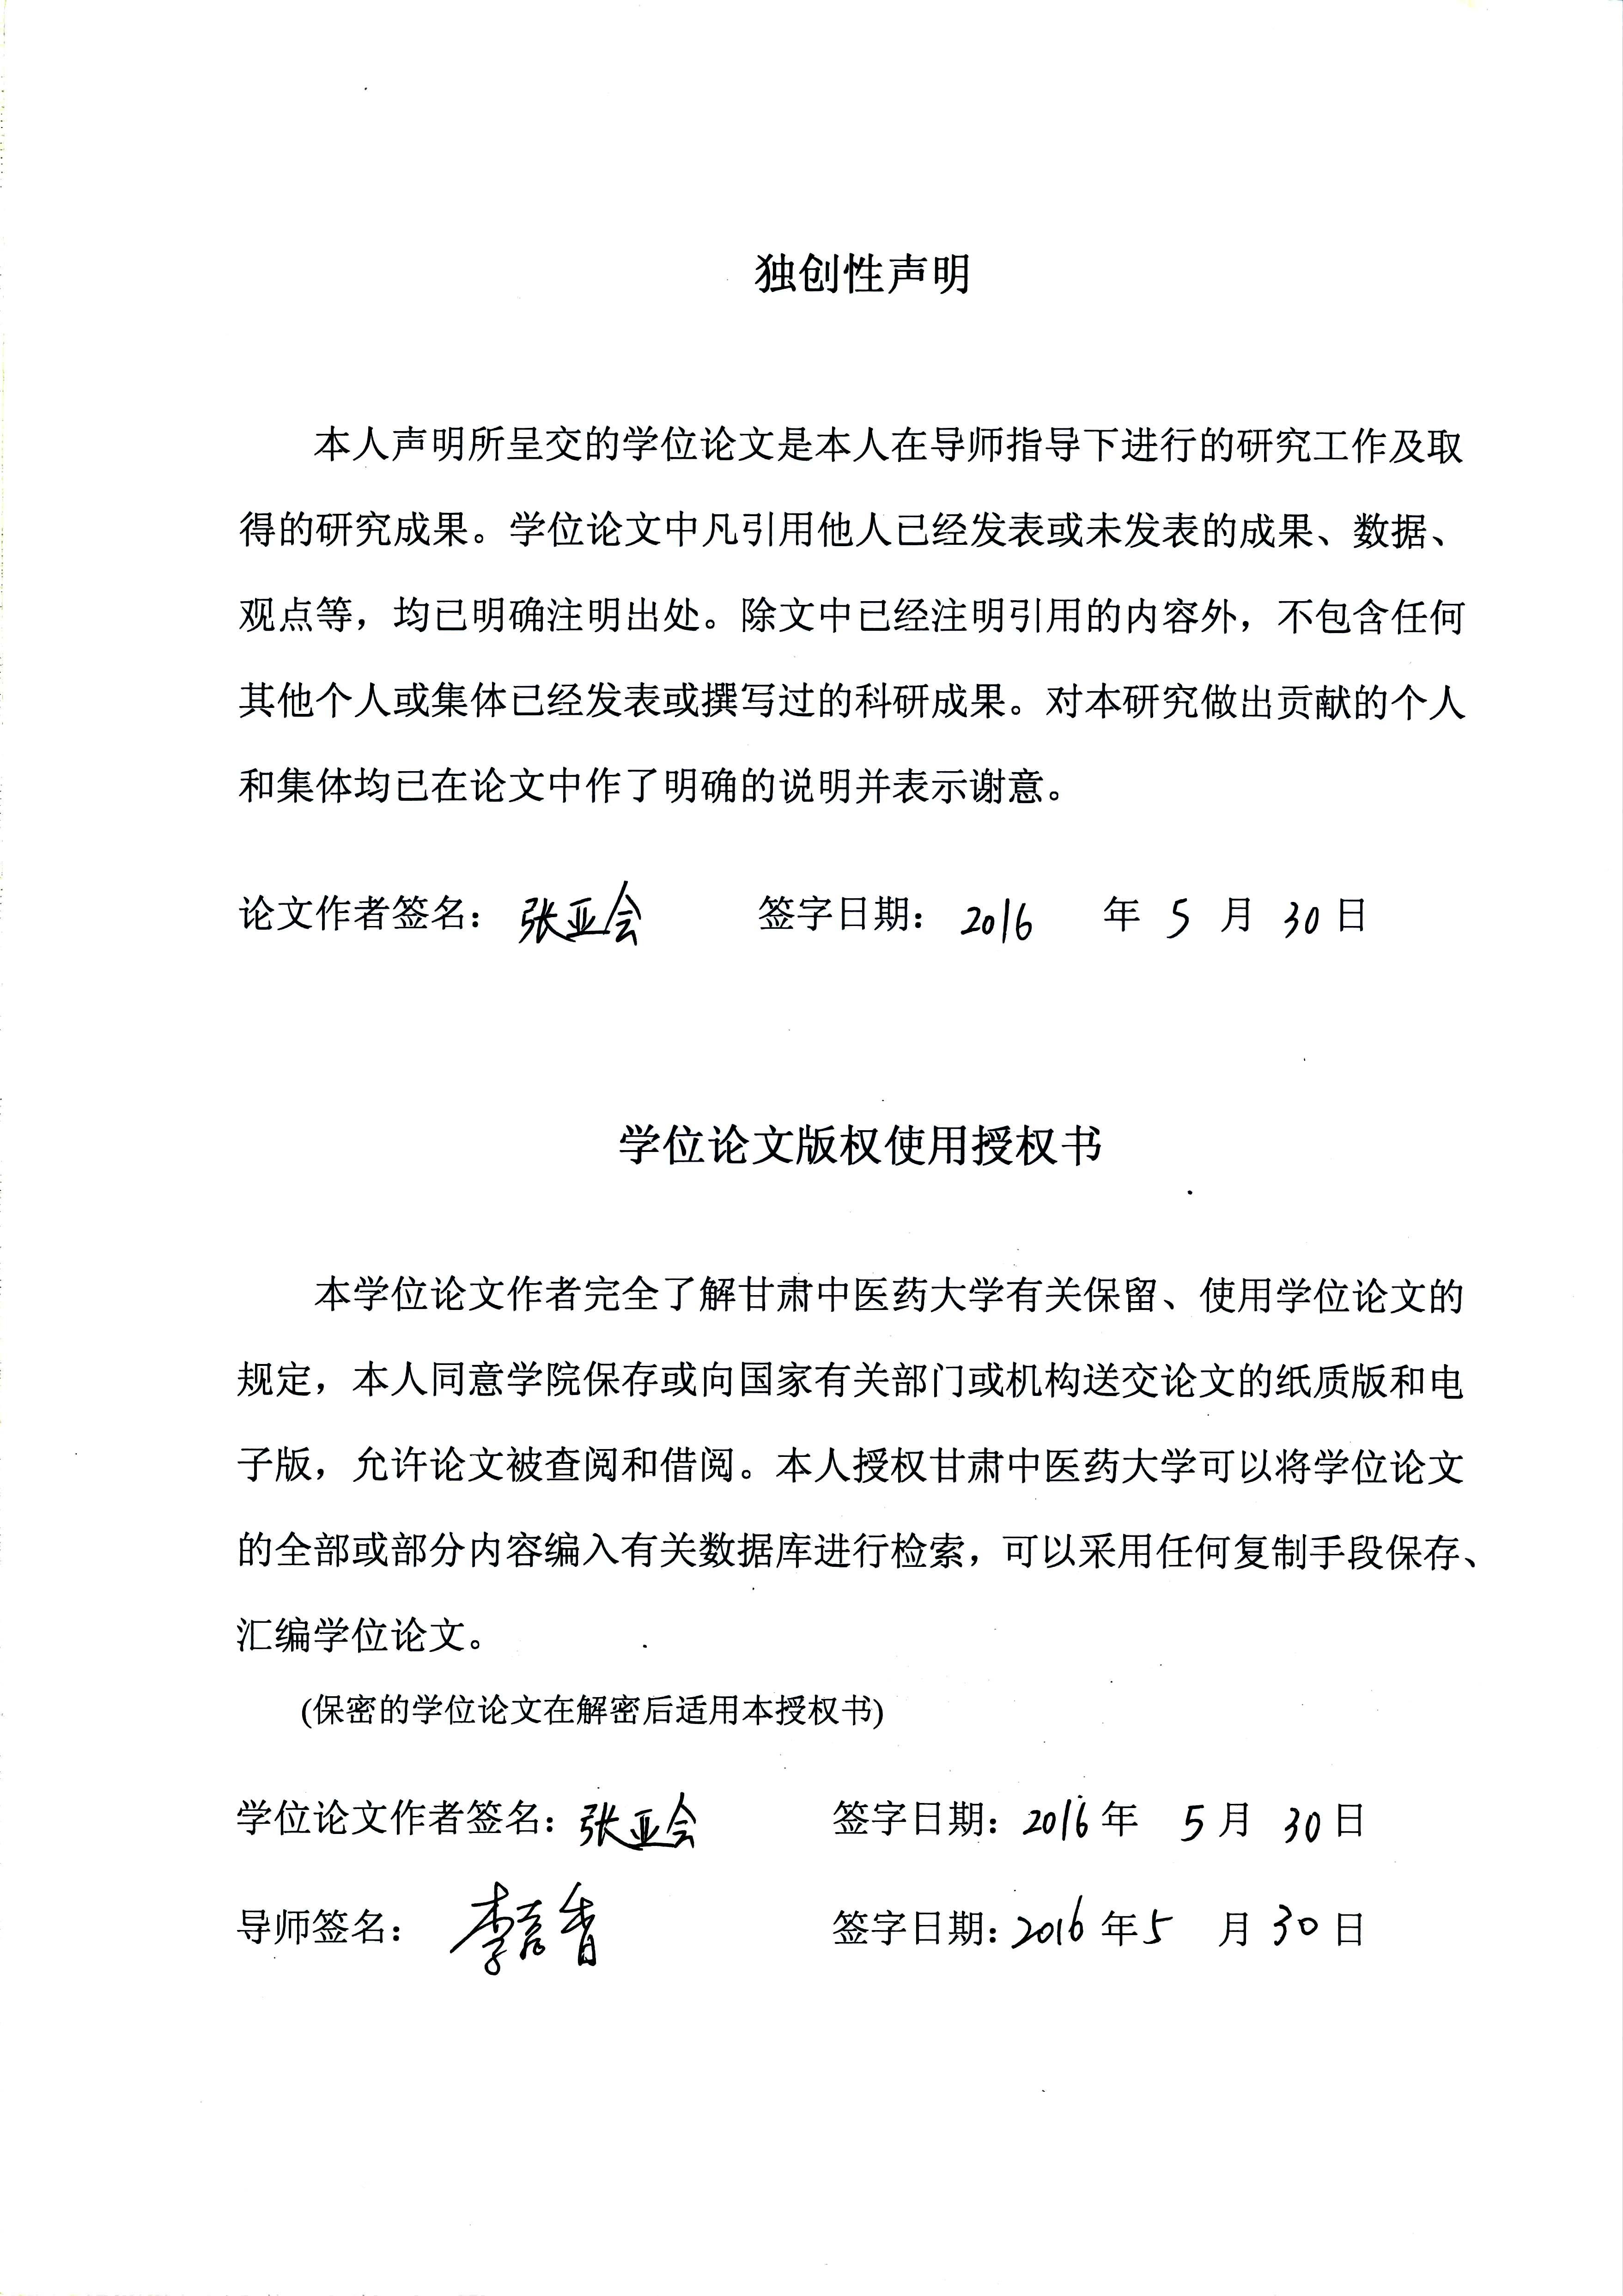 独创性声明
本人声明所呈交的学位论文是本人在导师指导下进行的研究工作及取
得的研究成果。学位论文中凡引用他人已经发表或未发表的成果、数据、
观点等，均已明确注明出处。除文中已经注明引用的内容外，不包含任何
其他个人或集体已经发表或撰写过的科研成果。对本研究做出贡献的个人
和集体均已在论文中作了明确的说明并表示谢意。
论文作者签名：张亚会 签字日期：2016 年 5 月 30 日
学位论文版权使用授权书
本学位论文作者完全了解甘肃中医药大学有关保留、使用学位论文的
规定，本人同意学院保存或向国家有关部门或机构送交论文的纸质版和电
子版，允许论文被查阅和借阅。本人授权甘肃中医药大学可以将学位论文
的全部或部分内容编入有关数据库进行检索，可以采用任何复制手段保存、
汇编学位论文。
(保密的学位论文在解密后适用本授权书)
学位论文作者签名：张亚会 签字日期：2016 年 5 月 30 日
导师签名： 签字日期：2016 年 5 月 30 日